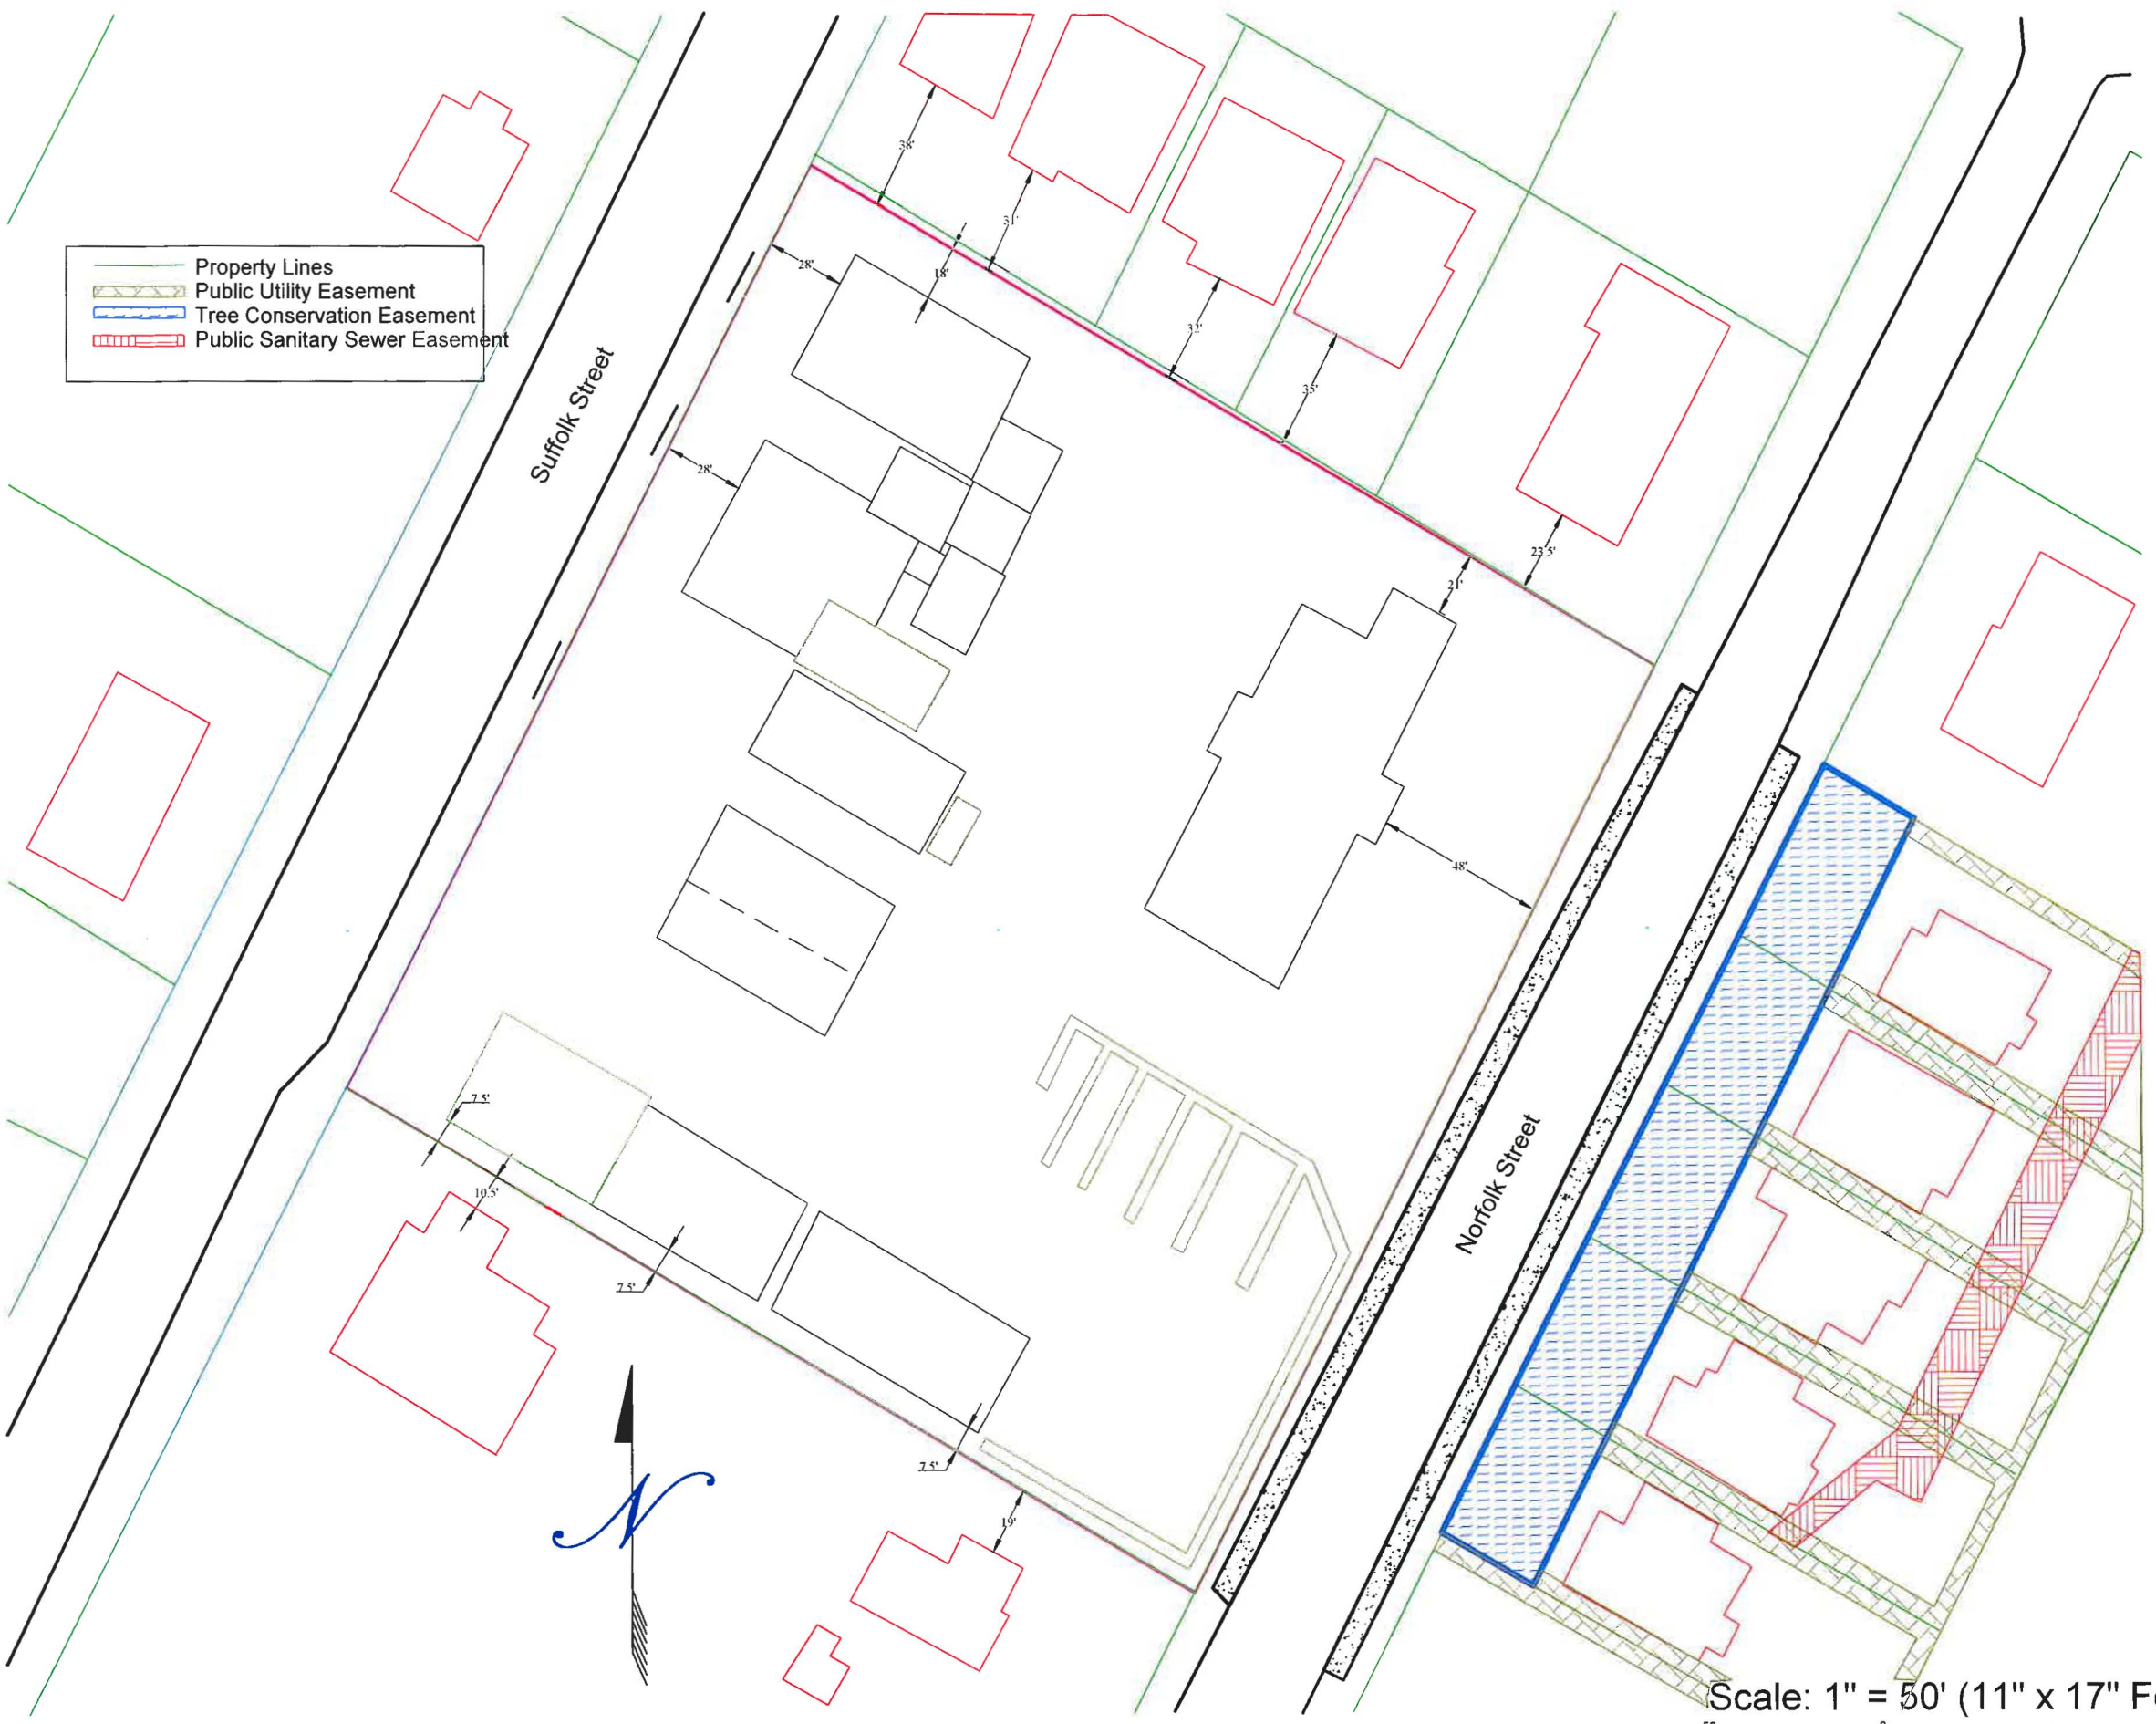 38'
31'
18'
28'
Property Lines
Public Utility Easement
Tree Conservation Easement
Public Sanitary Sewer Easement
32'
35'
Suffolk Street
28'
23.5'
21'
48'
7.5'
10.5'
7.5'
Norfolk Street
7.5'
19'
N
Scale: 1" = 50' (11" x 17"